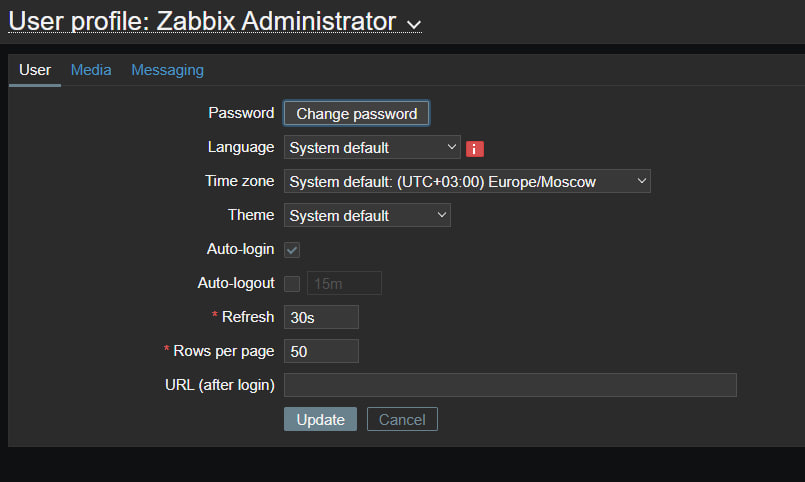 User profile: Zabbix Administrator
User Media Messaging
Password Change password
Language System default i
Time zone System default: (UTC+03:00) Europe/Moscow
Theme System default
Auto-login
Auto-logout 15m
* Refresh 30s
* Rows per page 50
URL (after login)
Update Cancel